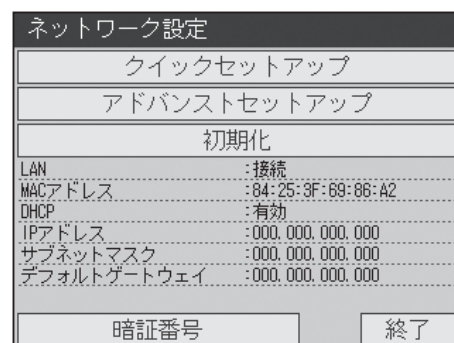 ネットワーク設定
クイックセットアップ
アドバンストセットアップ
初期化
LAN :接続
MACアドレス :84:25:3F:69:86:A2
DHCP :有効
IPアドレス :000.000.000.000
サブネットマスク :000.000.000.000
デフォルトゲートウェイ :000.000.000.000
暗証番号 終了